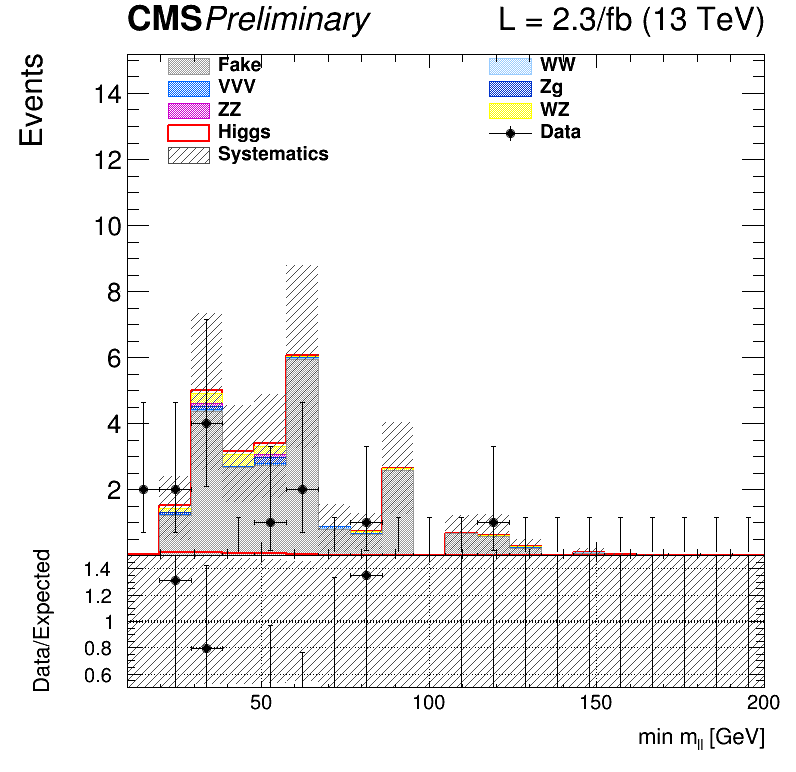 CMS Preliminary L = 2.3/fb (13 TeV)
Events
Fake WW
VVV Zg
ZZ WZ
Higgs Data
Systematics
14
12
10
8
6
4
2
Data/Expected
1.4
1.2
1
0.8
0.6
50 100 150 200
min mll [GeV]